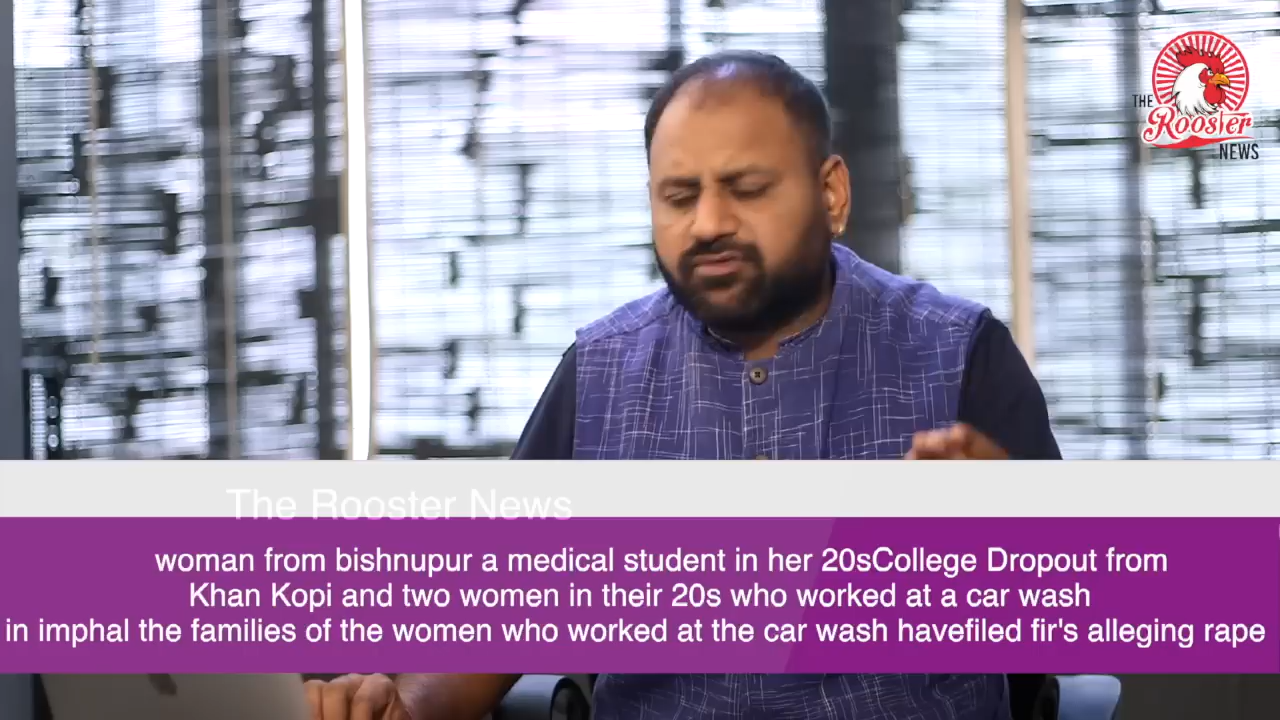 THE
Rooster
NEWS
The Rooster News
woman from bishnupur a medical student in her 20sCollege Dropout from
Khan Kopi and two women in their 20s who worked at a car wash
in imphal the families of the women who worked at the car wash havefiled fir's alleging rape